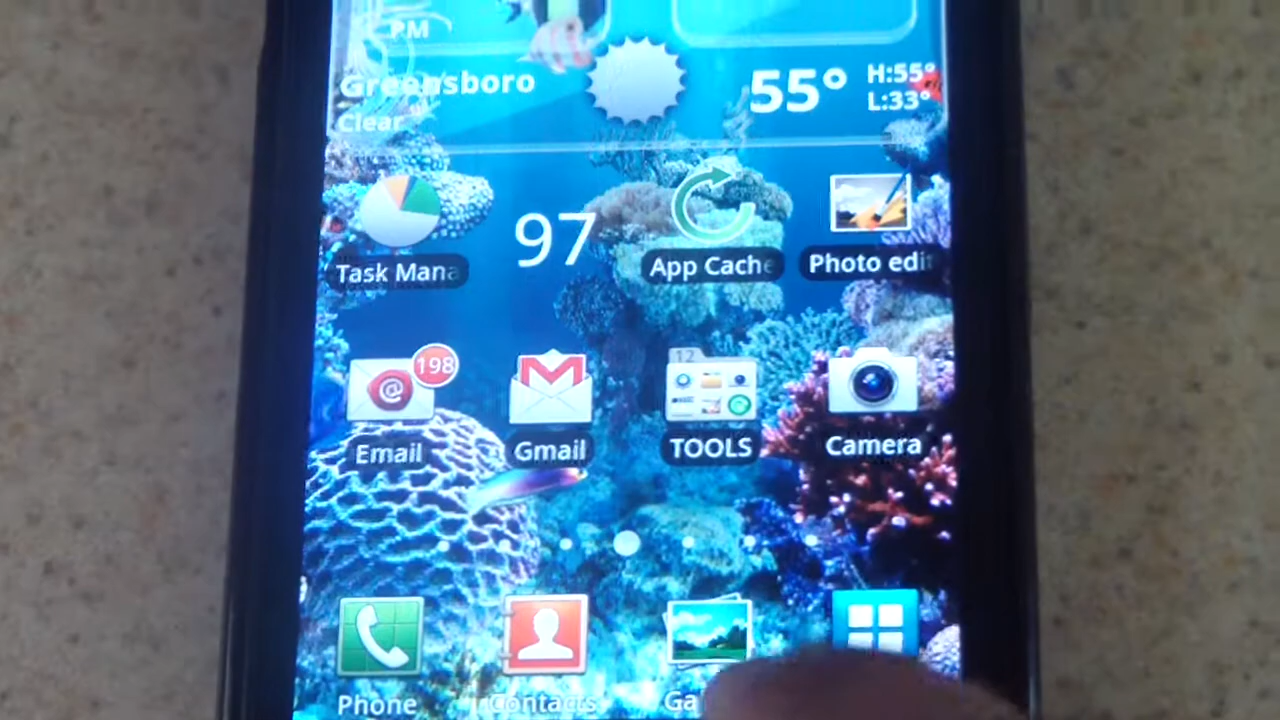 PM
Greensboro
Clear
55°
H:55°
L:33°
97
Task Mana
App Cache
Photo edit
198
12
Email
Gmail
TOOLS
Camera
Phone
Contacts
Ga